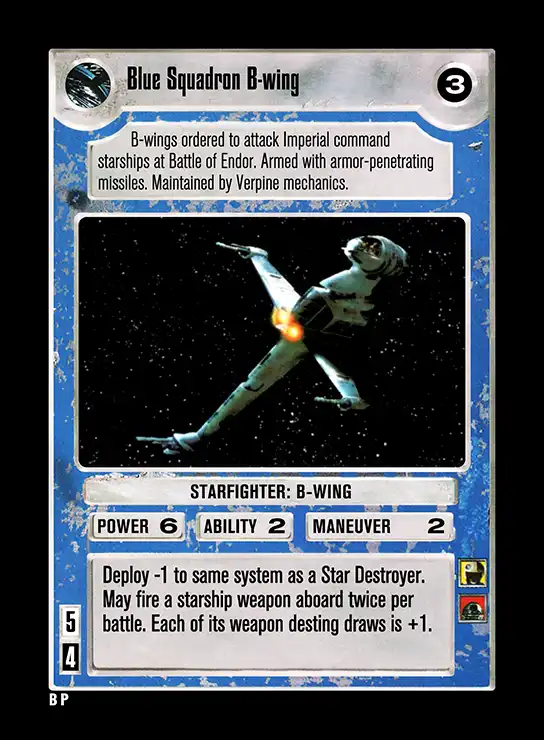 Blue Squadron B-wing
3
B-wings ordered to attack Imperial command
starships at Battle of Endor. Armed with armor-penetrating
missiles. Maintained by Verpine mechanics.
STARFIGHTER: B-WING
POWER 6 ABILITY 2 MANEUVER 2
Deploy -1 to same system as a Star Destroyer.
May fire a starship weapon aboard twice per
battle. Each of its weapon desting draws is +1.
5
4
B P